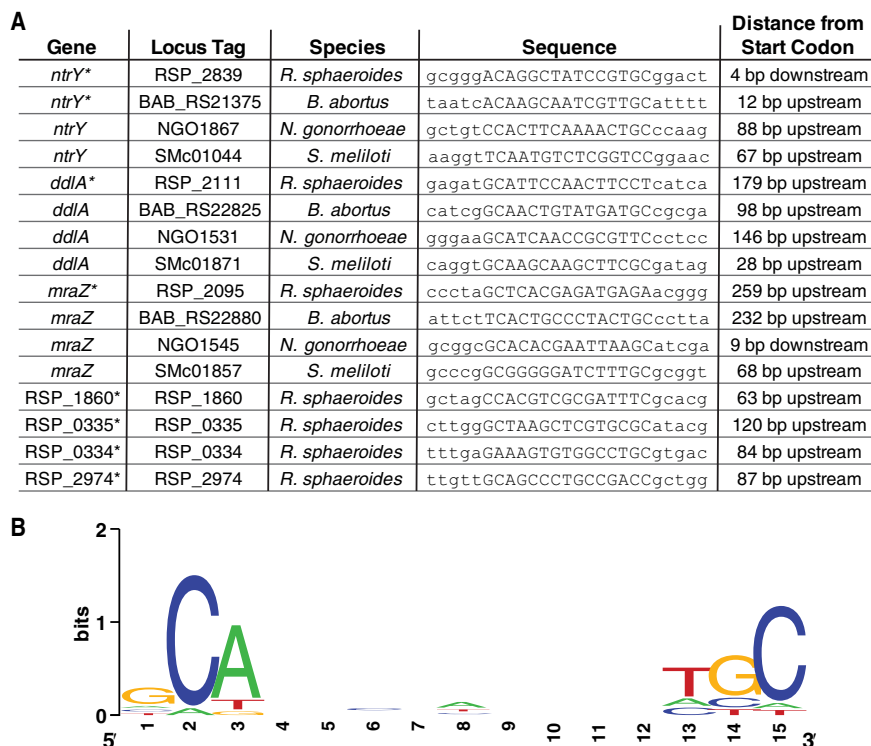 A
Gene Locus Tag Species Sequence Distance from Start Codon
ntrY* RSP_2839 R. sphaeroides gcgggACAGGCTATCCGTGCggact 4 bp downstream
ntrY* BAB_RS21375 B. abortus taatcACAAGCAATCGTTGCatttt 12 bp upstream
ntrY NGO1867 N. gonorrhoeae gctgtCCACTTCAAAACTGCccaag 88 bp upstream
ntrY SMc01044 S. meliloti aaggtTCAATGTCTCGGTCCggaac 67 bp upstream
ddlA* RSP_2111 R. sphaeroides gagatGCATTCCAACTTCCTcatca 179 bp upstream
ddlA BAB_RS22825 B. abortus catcgGCAACTGTATGATGCcgcga 98 bp upstream
ddlA NGO1531 N. gonorrhoeae gggaaGCATCAACCGCGTTCcctcc 146 bp upstream
ddlA SMc01871 S. meliloti caggtGCAAGCAAGCTTCGCgatag 28 bp upstream
mraZ* RSP_2095 R. sphaeroides ccctaGCTCACGAGATGAGAacggg 259 bp upstream
mraZ BAB_RS22880 B. abortus attctTCACTGCCCTACTGCcctta 232 bp upstream
mraZ NGO1545 N. gonorrhoeae gcggcGCACACGAATTAAGCatcga 9 bp downstream
mraZ SMc01857 S. meliloti gcccgGCGGGGGATCTTTGCgcggt 68 bp upstream
RSP_1860* RSP_1860 R. sphaeroides gctagCCACGTCGCGATTTCgcacg 63 bp upstream
RSP_0335* RSP_0335 R. sphaeroides cttggGCTAAGCTCGTGCGCatacg 120 bp upstream
RSP_0334* RSP_0334 R. sphaeroides tttgaGAAAGTGTGGCCTGCgtgac 84 bp upstream
RSP_2974* RSP_2974 R. sphaeroides ttgttGCAGCCCTGCCGACCgctgg 87 bp upstream
B
2
1
0
bits
G C A T G C
5′ 1 2 3 4 5 6 7 8 9 10 11 12 13 14 15 3′